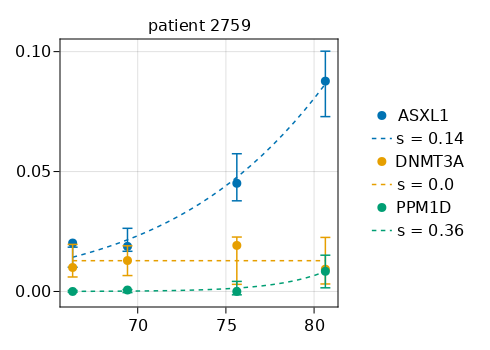 patient 2759
0.10
0.05
0.00
70
75
80
ASXL1
s = 0.14
DNMT3A
s = 0.0
PPM1D
s = 0.36